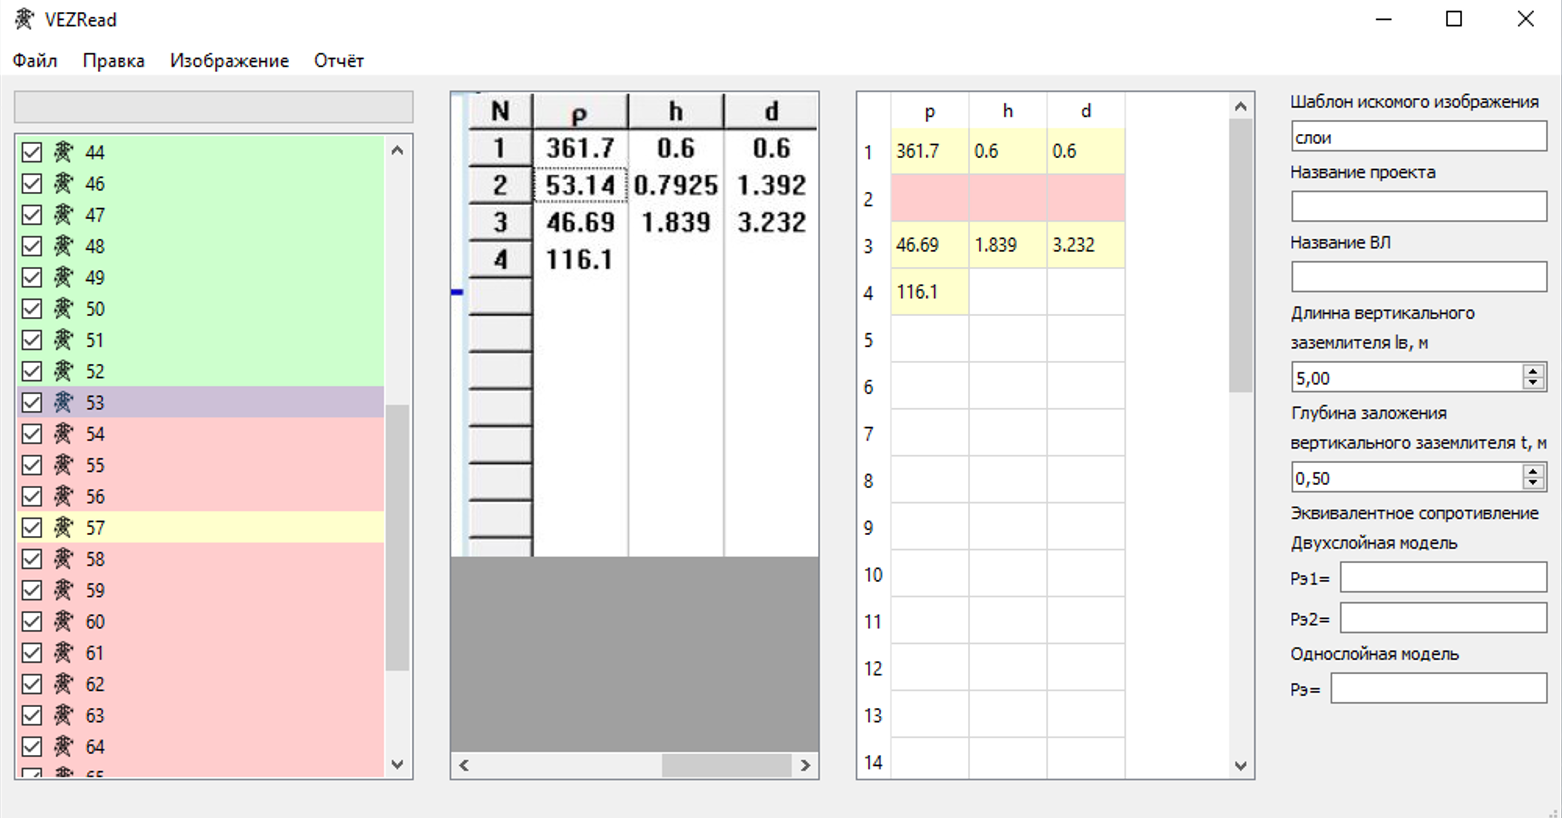 VEZRead
Файл Правка Изображение Отчёт
44
46
47
48
49
50
51
52
53
54
55
56
57
58
59
60
61
62
63
64
65
N ρ h d
1 361.7 0.6 0.6
2 53.14 0.7925 1.392
3 46.69 1.839 3.232
4 116.1
p h d
1 361.7 0.6 0.6
2
3 46.69 1.839 3.232
4 116.1
5
6
7
8
9
10
11
12
13
14
Шаблон искомого изображения
слои
Название проекта
Название ВЛ
Длинна вертикального
заземлителя lв, м
5,00
Глубина заложения
вертикального заземлителя t, м
0,50
Эквивалентное сопротивление
Двухслойная модель
Pэ1=
Pэ2=
Однослойная модель
Pэ=